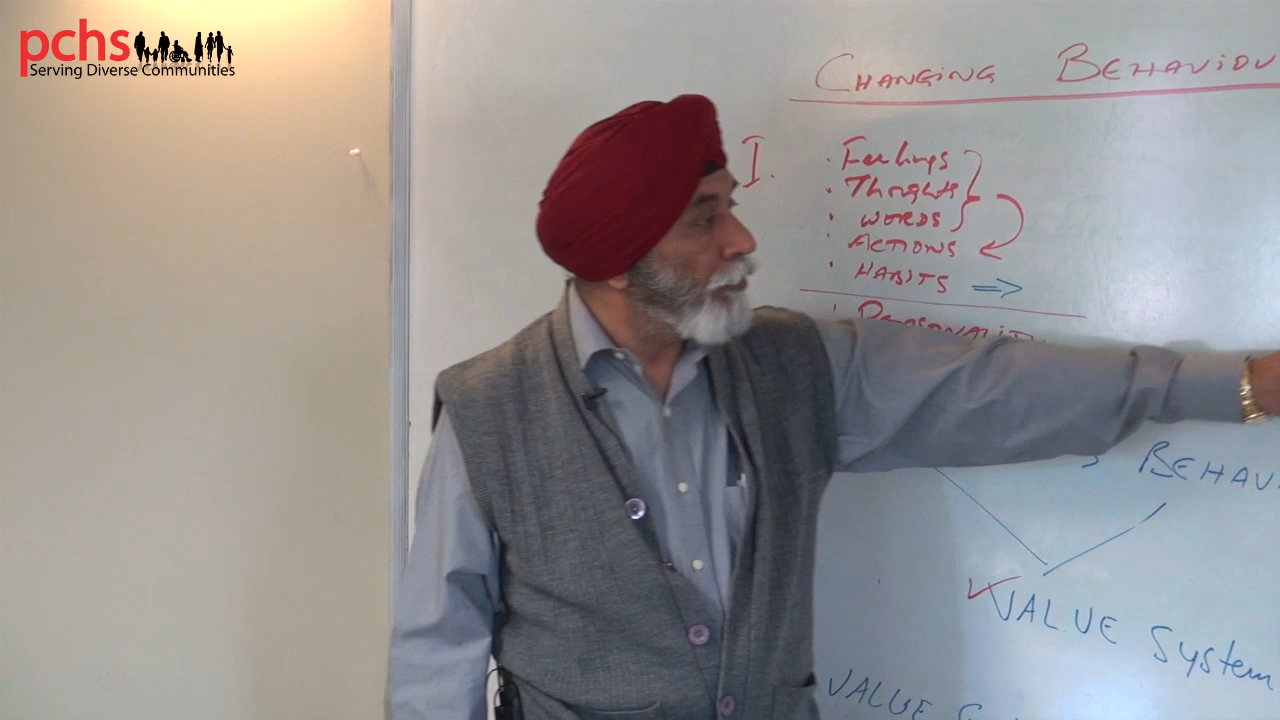 pchs
Serving Diverse Communities
CHANGING BEHAVIOU
I.
· Feelings
· Thoughts
· WORDS
· ACTIONS
· HABITS ⇒
BEHAV
VALUE System
VALUE